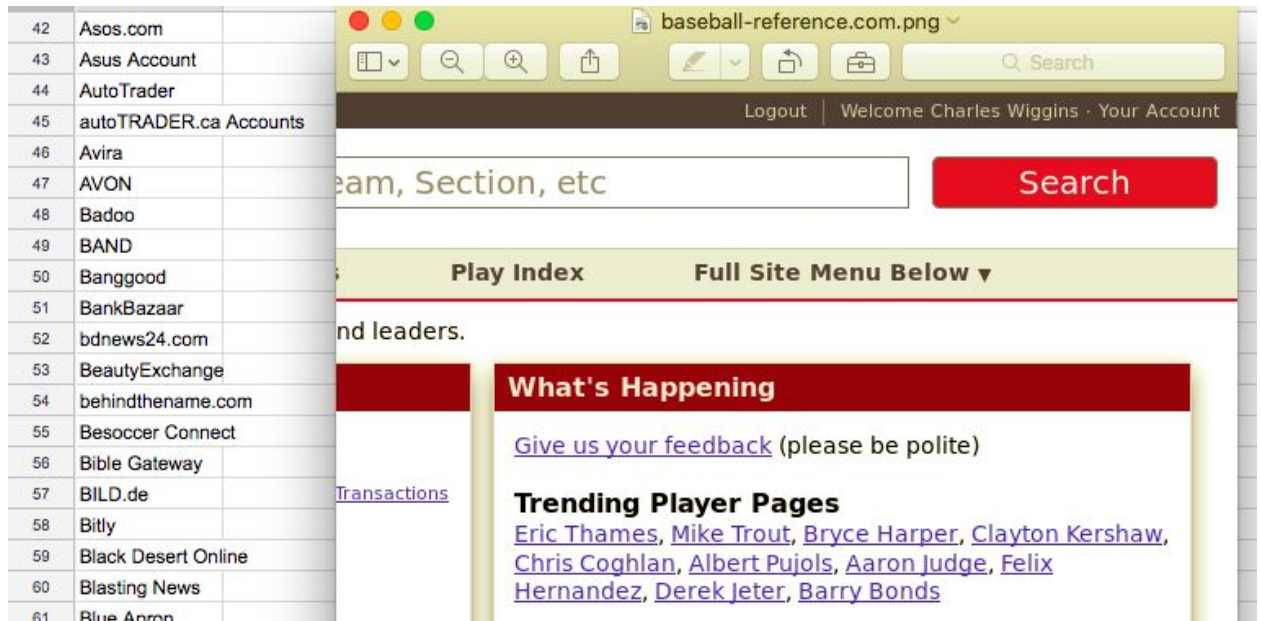 42 Asos.com
43 Asus Account
44 AutoTrader
45 autoTRADER.ca Accounts
46 Avira
47 AVON
48 Badoo
49 BAND
50 Banggood
51 BankBazaar
52 bdnews24.com
53 BeautyExchange
54 behindthename.com
55 Besoccer Connect
56 Bible Gateway
57 BILD.de
58 Bitly
59 Black Desert Online
60 Blasting News
61 Blue Apron
baseball-reference.com.png
Search
Logout | Welcome Charles Wiggins · Your Account
eam, Section, etc Search
s Play Index Full Site Menu Below ▼
nd leaders.
What's Happening
Give us your feedback (please be polite)
Transactions
Trending Player Pages
Eric Thames, Mike Trout, Bryce Harper, Clayton Kershaw,
Chris Coghlan, Albert Pujols, Aaron Judge, Felix
Hernandez, Derek Jeter, Barry Bonds